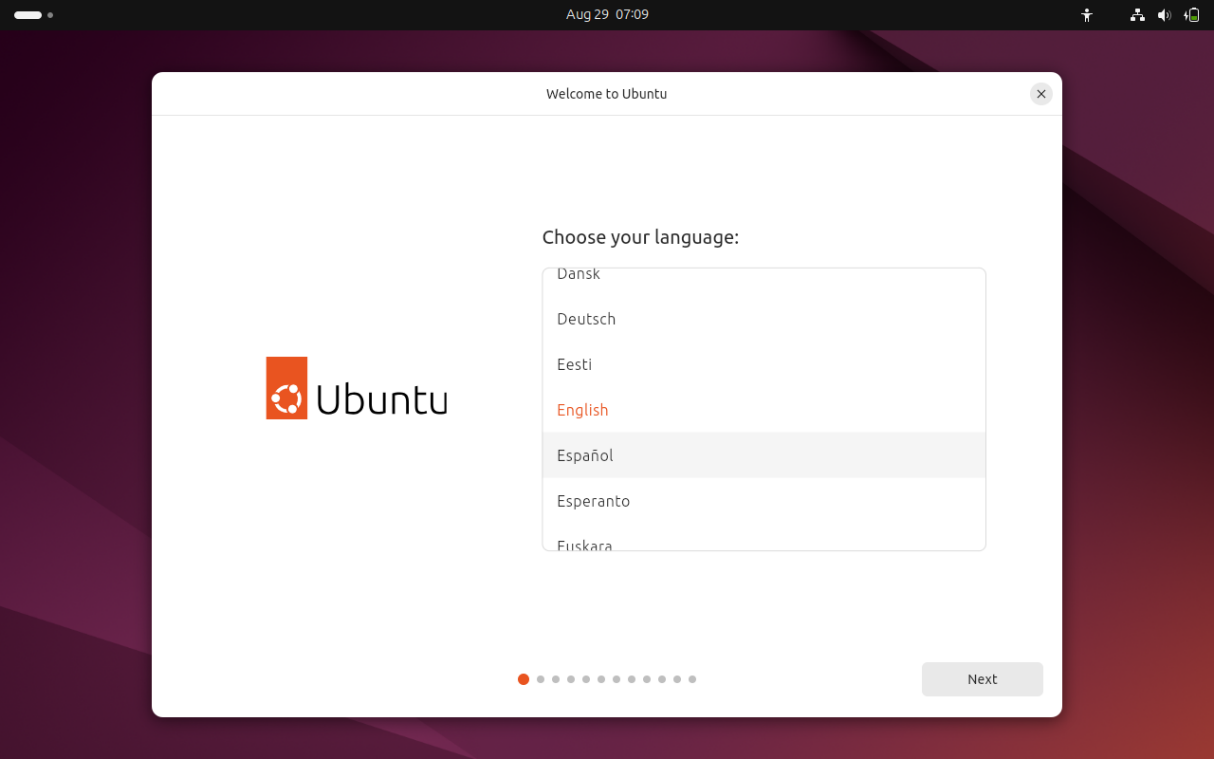 Aug 29 07:09
Welcome to Ubuntu
Choose your language:
Dansk
Deutsch
Eesti
English
Español
Esperanto
Euskara
Ubuntu
Next